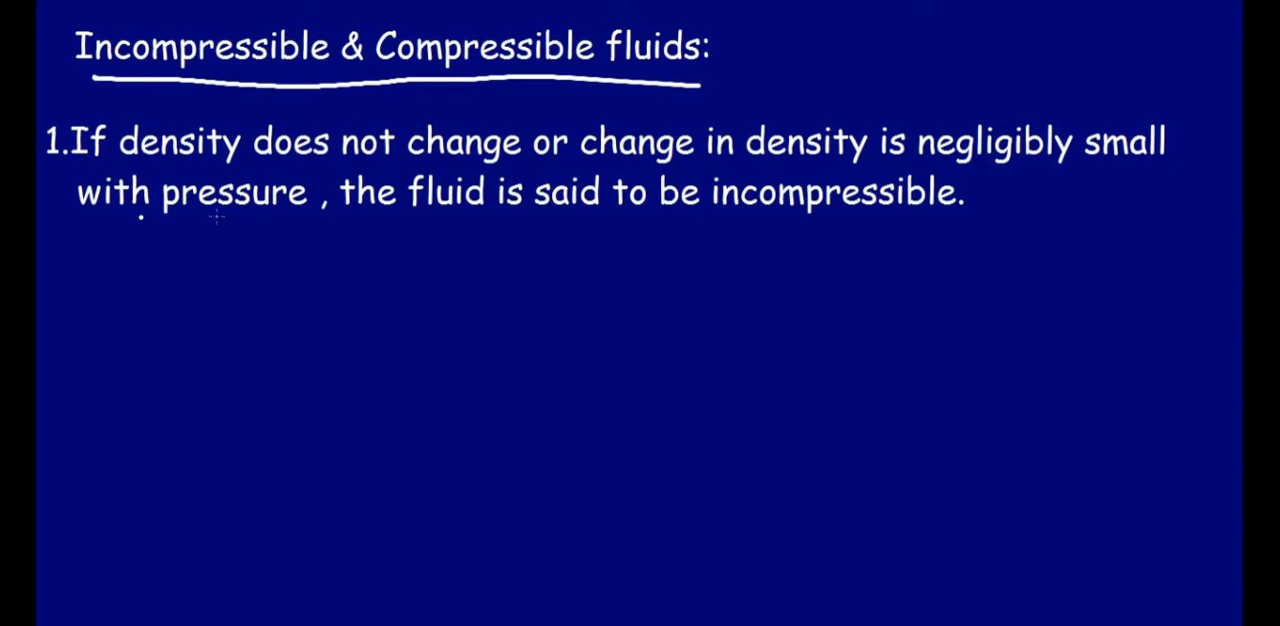 Incompressible & Compressible fluids:
1.If density does not change or change in density is negligibly small
with pressure , the fluid is said to be incompressible.